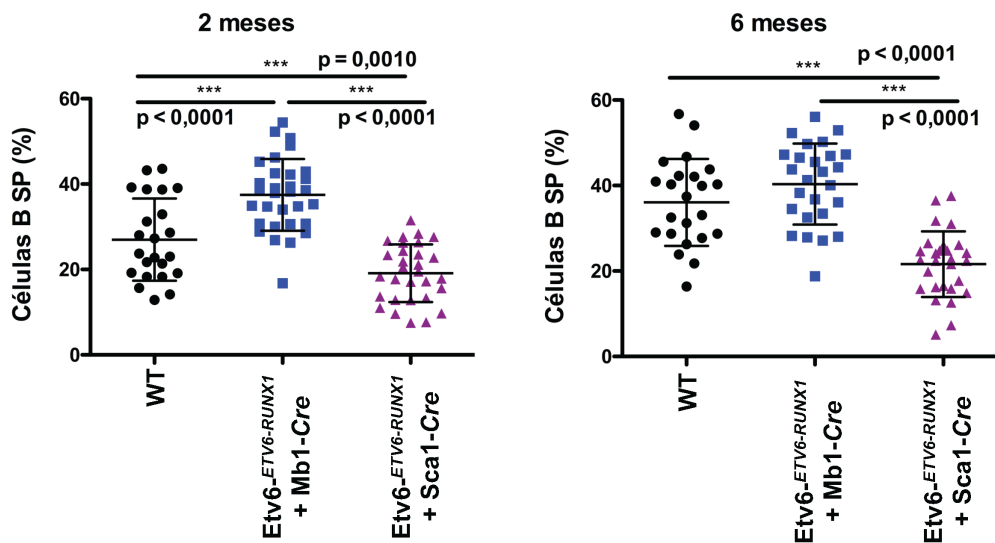 2 meses
***
p = 0,0010
***
***
p < 0,0001
p < 0,0001
Células B SP (%)
60
40
20
0
WT
Etv6-ETV6-RUNX1
+ Mb1-Cre
Etv6-ETV6-RUNX1
+ Sca1-Cre
6 meses
p < 0,0001
***
***
p < 0,0001
Células B SP (%)
60
40
20
0
WT
Etv6-ETV6-RUNX1
+ Mb1-Cre
Etv6-ETV6-RUNX1
+ Sca1-Cre